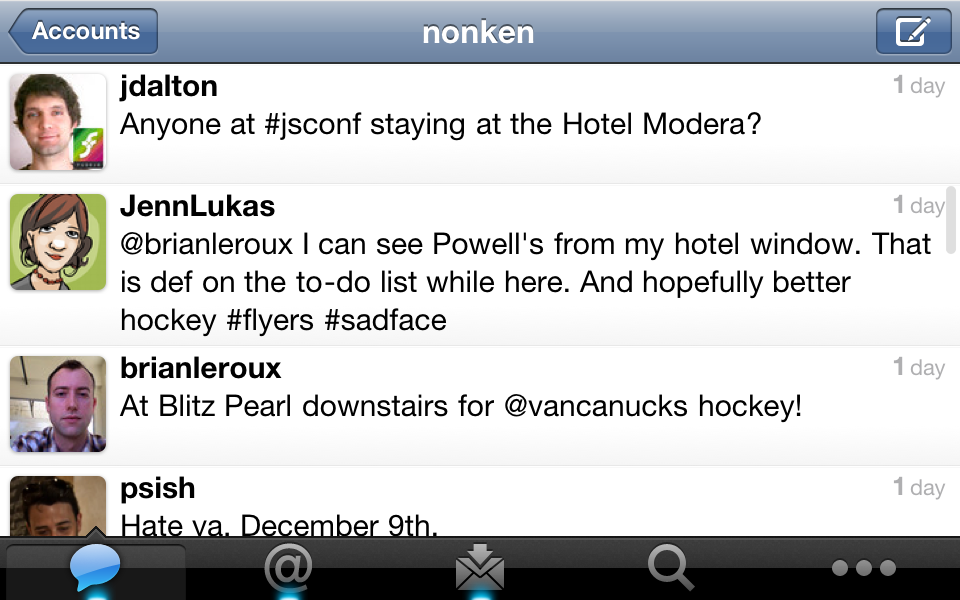 Accounts
nonken
jdalton
1 day
Anyone at #jsconf staying at the Hotel Modera?
JennLukas
1 day
@brianleroux I can see Powell's from my hotel window. That
is def on the to-do list while here. And hopefully better
hockey #flyers #sadface
brianleroux
1 day
At Blitz Pearl downstairs for @vancanucks hockey!
psish
1 day
Hate ya. December 9th.
@